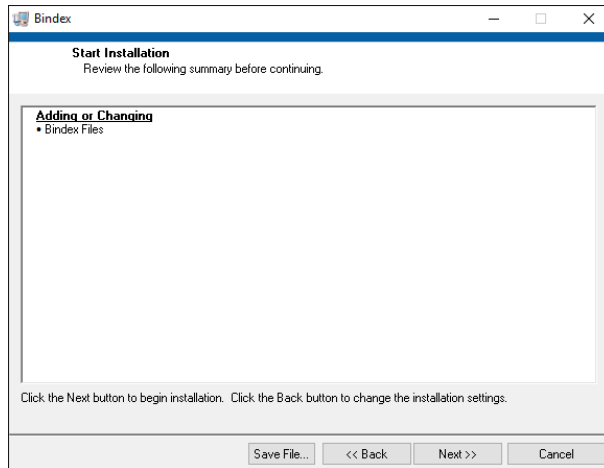 Bindex
Start Installation
Review the following summary before continuing.
Adding or Changing
• Bindex Files
Click the Next button to begin installation. Click the Back button to change the installation settings.
Save File... << Back Next >> Cancel